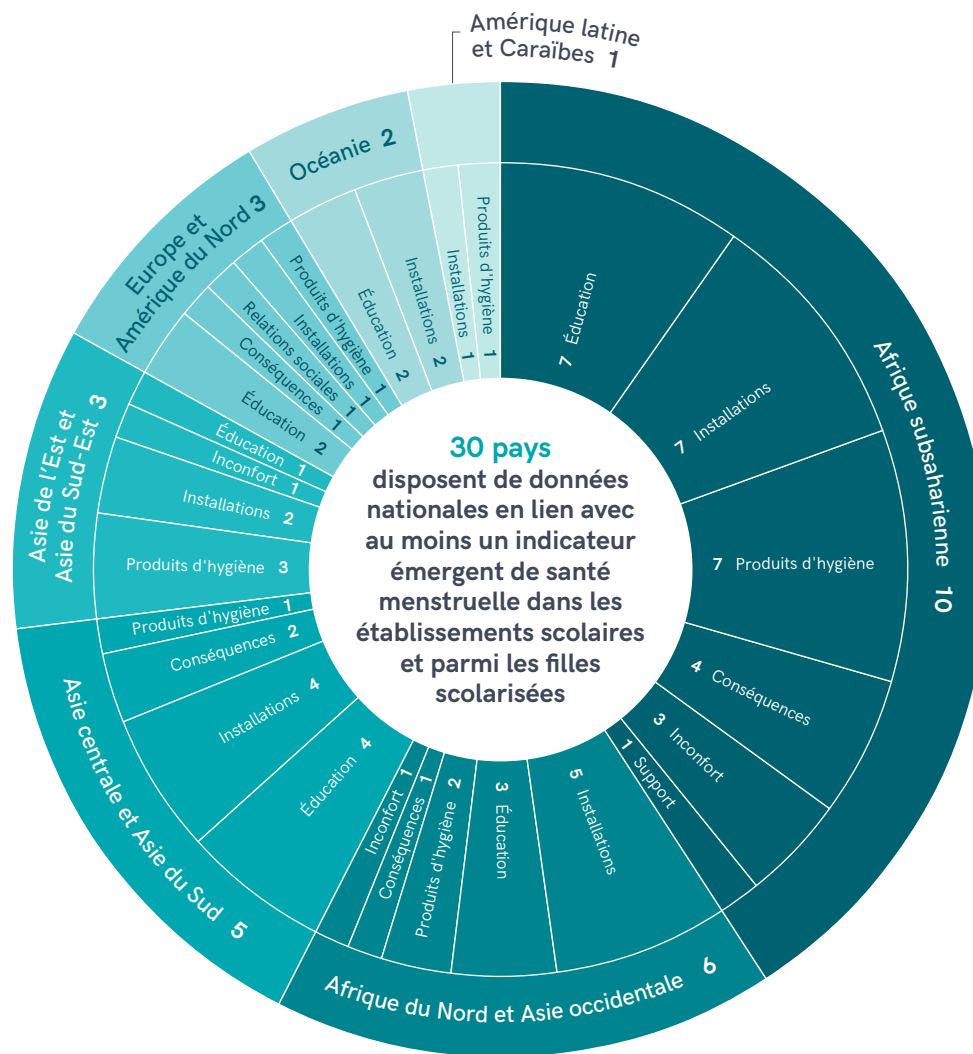 Amérique latine
et Caraïbes 1
Produits d'hygiène 1
Installations 1
Océanie 2
Installations 2
Éducation 2
Europe et
Amérique du Nord 3
Produits d'hygiène 1
Installations 1
Relations sociales 1
Conséquences 1
Éducation 2
Asie de l'Est et
Asie du Sud-Est 3
Éducation 1
Inconfort 1
Installations 2
Produits d'hygiène 3
Asie centrale et Asie du Sud 5
Produits d'hygiène 1
Conséquences 2
Installations 4
Éducation 4
Afrique du Nord et Asie occidentale 6
Inconfort 1
Conséquences 1
Produits d'hygiène 2
3 Éducation
5 Installations
Afrique subsaharienne 10
7 Éducation
7 Installations
7 Produits d'hygiène
4 Conséquences
3 Inconfort
1 Support
30 pays
disposent de données
nationales en lien avec
au moins un indicateur
émergent de santé
menstruelle dans les
établissements scolaires
et parmi les filles
scolarisées